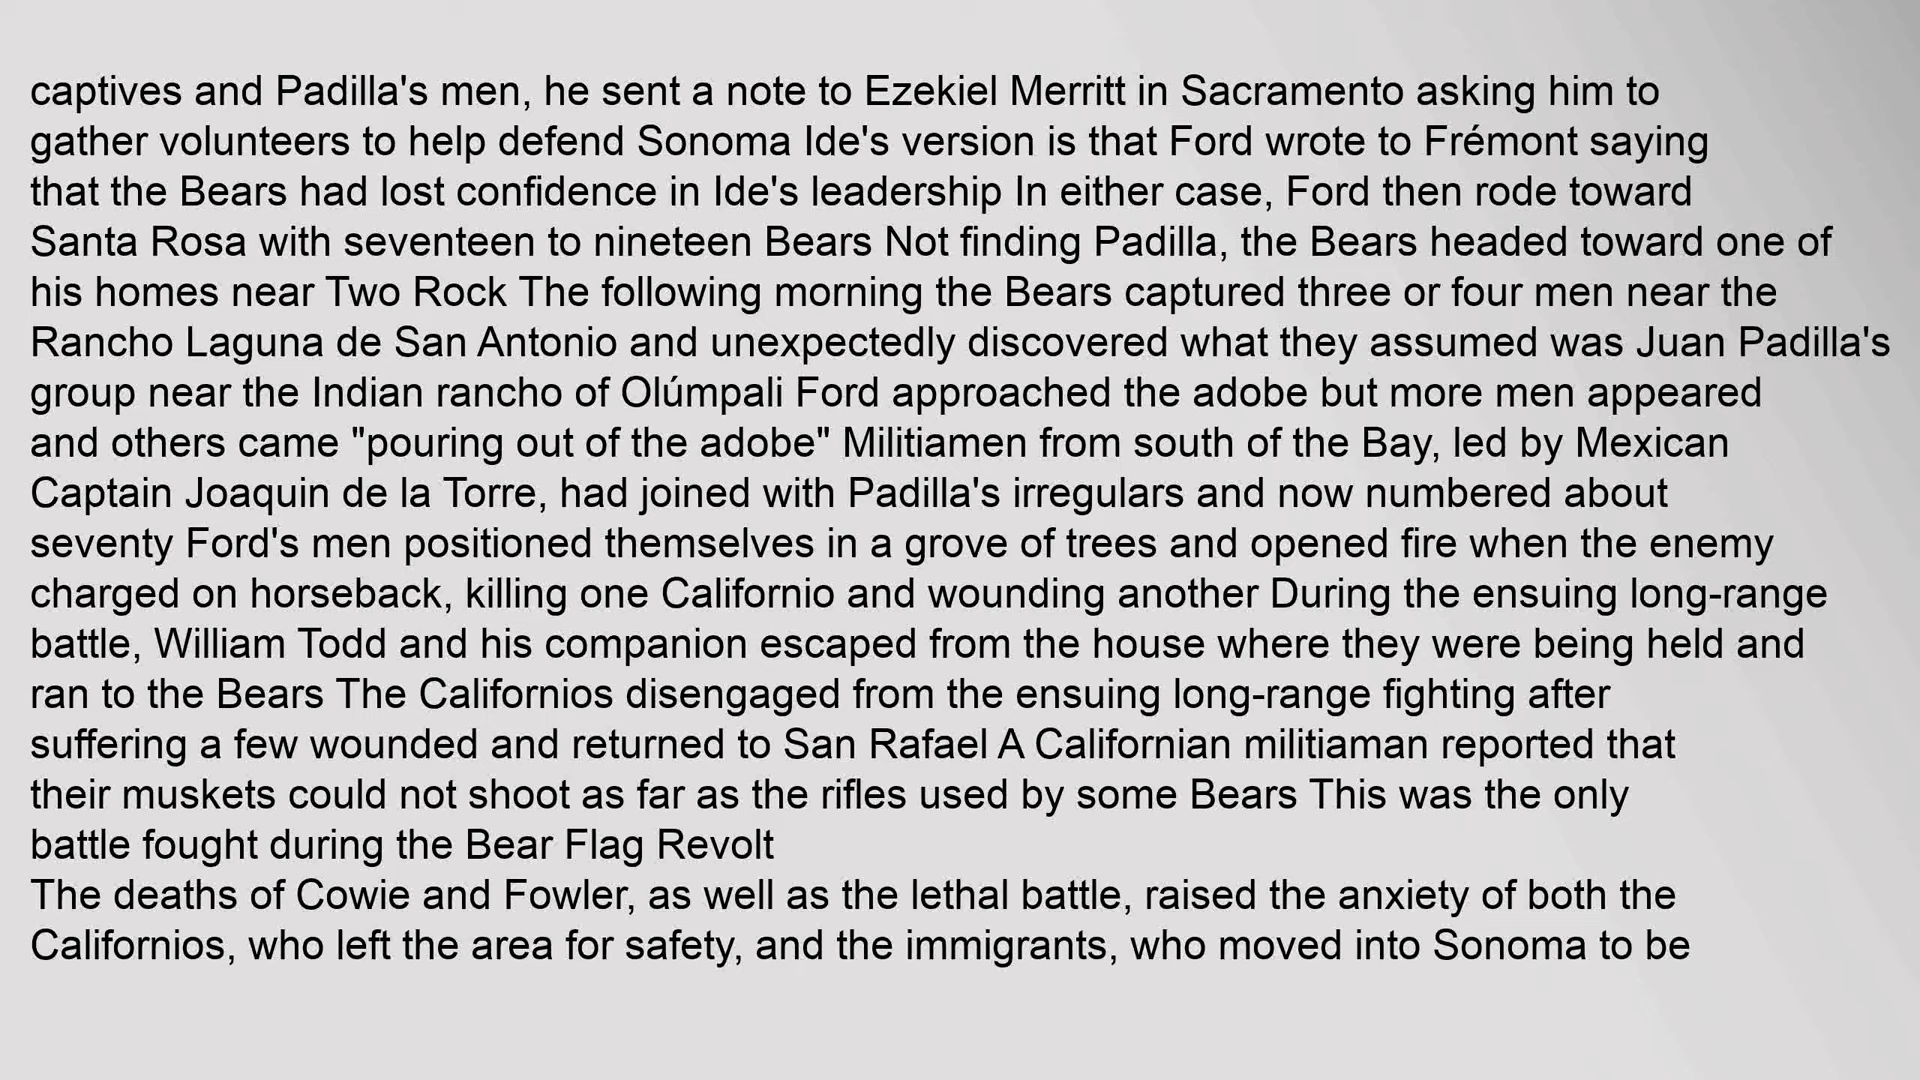 captives and Padilla's men, he sent a note to Ezekiel Merritt in Sacramento asking him to
gather volunteers to help defend Sonoma Ide's version is that Ford wrote to Frémont saying
that the Bears had lost confidence in Ide's leadership In either case, Ford then rode toward
Santa Rosa with seventeen to nineteen Bears Not finding Padilla, the Bears headed toward one of
his homes near Two Rock The following morning the Bears captured three or four men near the
Rancho Laguna de San Antonio and unexpectedly discovered what they assumed was Juan Padilla's
group near the Indian rancho of Olúmpali Ford approached the adobe but more men appeared
and others came "pouring out of the adobe" Militiamen from south of the Bay, led by Mexican
Captain Joaquin de la Torre, had joined with Padilla's irregulars and now numbered about
seventy Ford's men positioned themselves in a grove of trees and opened fire when the enemy
charged on horseback, killing one Californio and wounding another During the ensuing long-range
battle, William Todd and his companion escaped from the house where they were being held and
ran to the Bears The Californios disengaged from the ensuing long-range fighting after
suffering a few wounded and returned to San Rafael A Californian militiaman reported that
their muskets could not shoot as far as the rifles used by some Bears This was the only
battle fought during the Bear Flag Revolt
The deaths of Cowie and Fowler, as well as the lethal battle, raised the anxiety of both the
Californios, who left the area for safety, and the immigrants, who moved into Sonoma to be